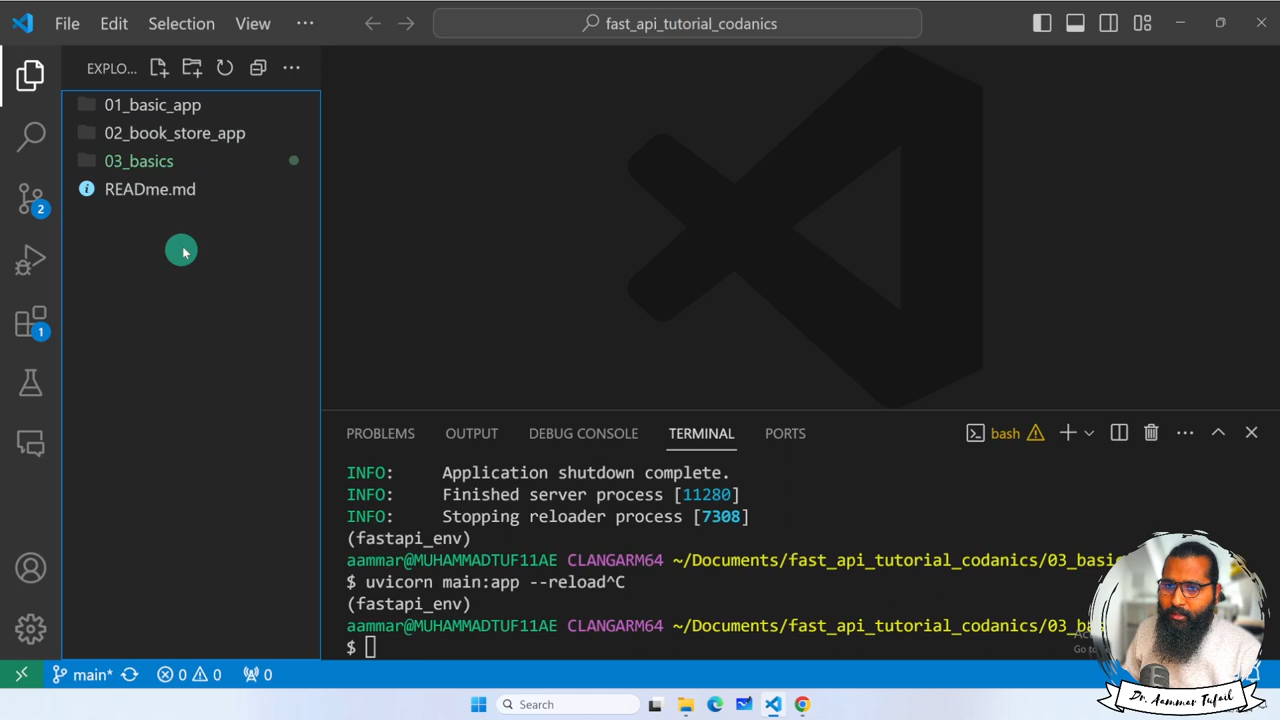 File Edit Selection View ··· fast_api_tutorial_codanics
EXPLO...
01_basic_app
02_book_store_app
03_basics
READme.md
2
1
PROBLEMS OUTPUT DEBUG CONSOLE TERMINAL PORTS bash
INFO: Application shutdown complete.
INFO: Finished server process [11280]
INFO: Stopping reloader process [7308]
(fastapi_env)
aammar@MUHAMMADTUF11AE CLANGARM64 ~/Documents/fast_api_tutorial_codanics/03_basi
$ uvicorn main:app --reload^C
(fastapi_env)
aammar@MUHAMMADTUF11AE CLANGARM64 ~/Documents/fast_api_tutorial_codanics/03_ba
$
main* 0 0 0
Search
Dr. Aammar Tufail